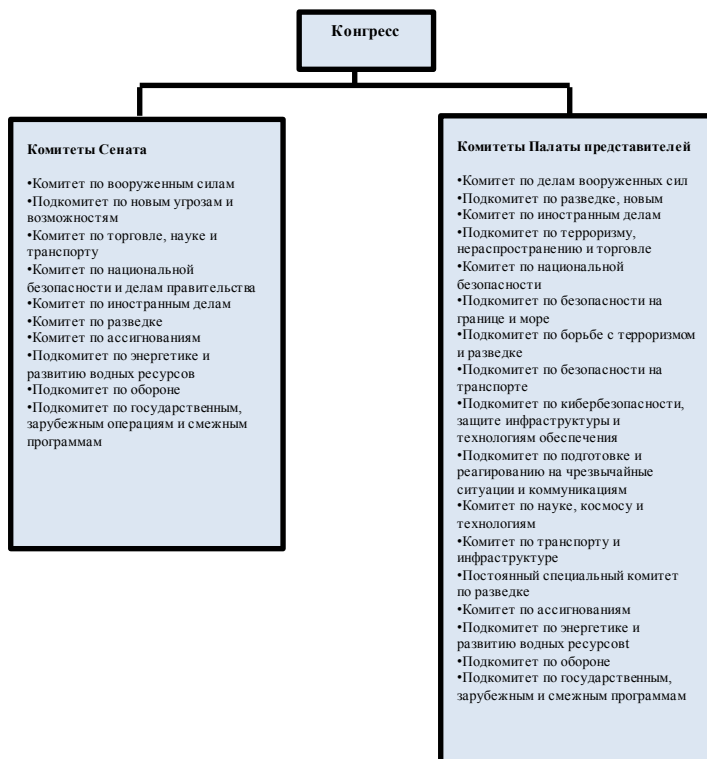 Конгресс
Комитеты Сената
•Комитет по вооруженным силам
•Подкомитет по новым угрозам и
возможностям
•Комитет по торговле, науке и
транспорту
•Комитет по национальной
безопасности и делам правительства
•Комитет по иностранным делам
•Комитет по разведке
•Комитет по ассигнованиям
•Подкомитет по энергетике и
развитию водных ресурсов
•Подкомитет по обороне
•Подкомитет по государственным,
зарубежным операциям и смежным
программам
Комитеты Палаты представителей
•Комитет по делам вооруженных сил
•Подкомитет по разведке, новым
•Комитет по иностранным делам
•Подкомитет по терроризму,
нераспространению и торговле
•Комитет по национальной
безопасности
•Подкомитет по безопасности на
границе и море
•Подкомитет по борьбе с терроризмом
и разведке
•Подкомитет по безопасности на
транспорте
•Подкомитет по кибербезопасности,
защите инфраструктуры и
технологиям обеспечения
•Подкомитет по подготовке и
реагированию на чрезвычайные
ситуации и коммуникациям
•Комитет по науке, космосу и
технологиям
•Комитет по транспорту и
инфраструктуре
•Постоянный специальный комитет
по разведке
•Комитет по ассигнованиям
•Подкомитет по энергетике и
развитию водных ресурсовt
•Подкомитет по обороне
•Подкомитет по государственным,
зарубежным и смежным программам